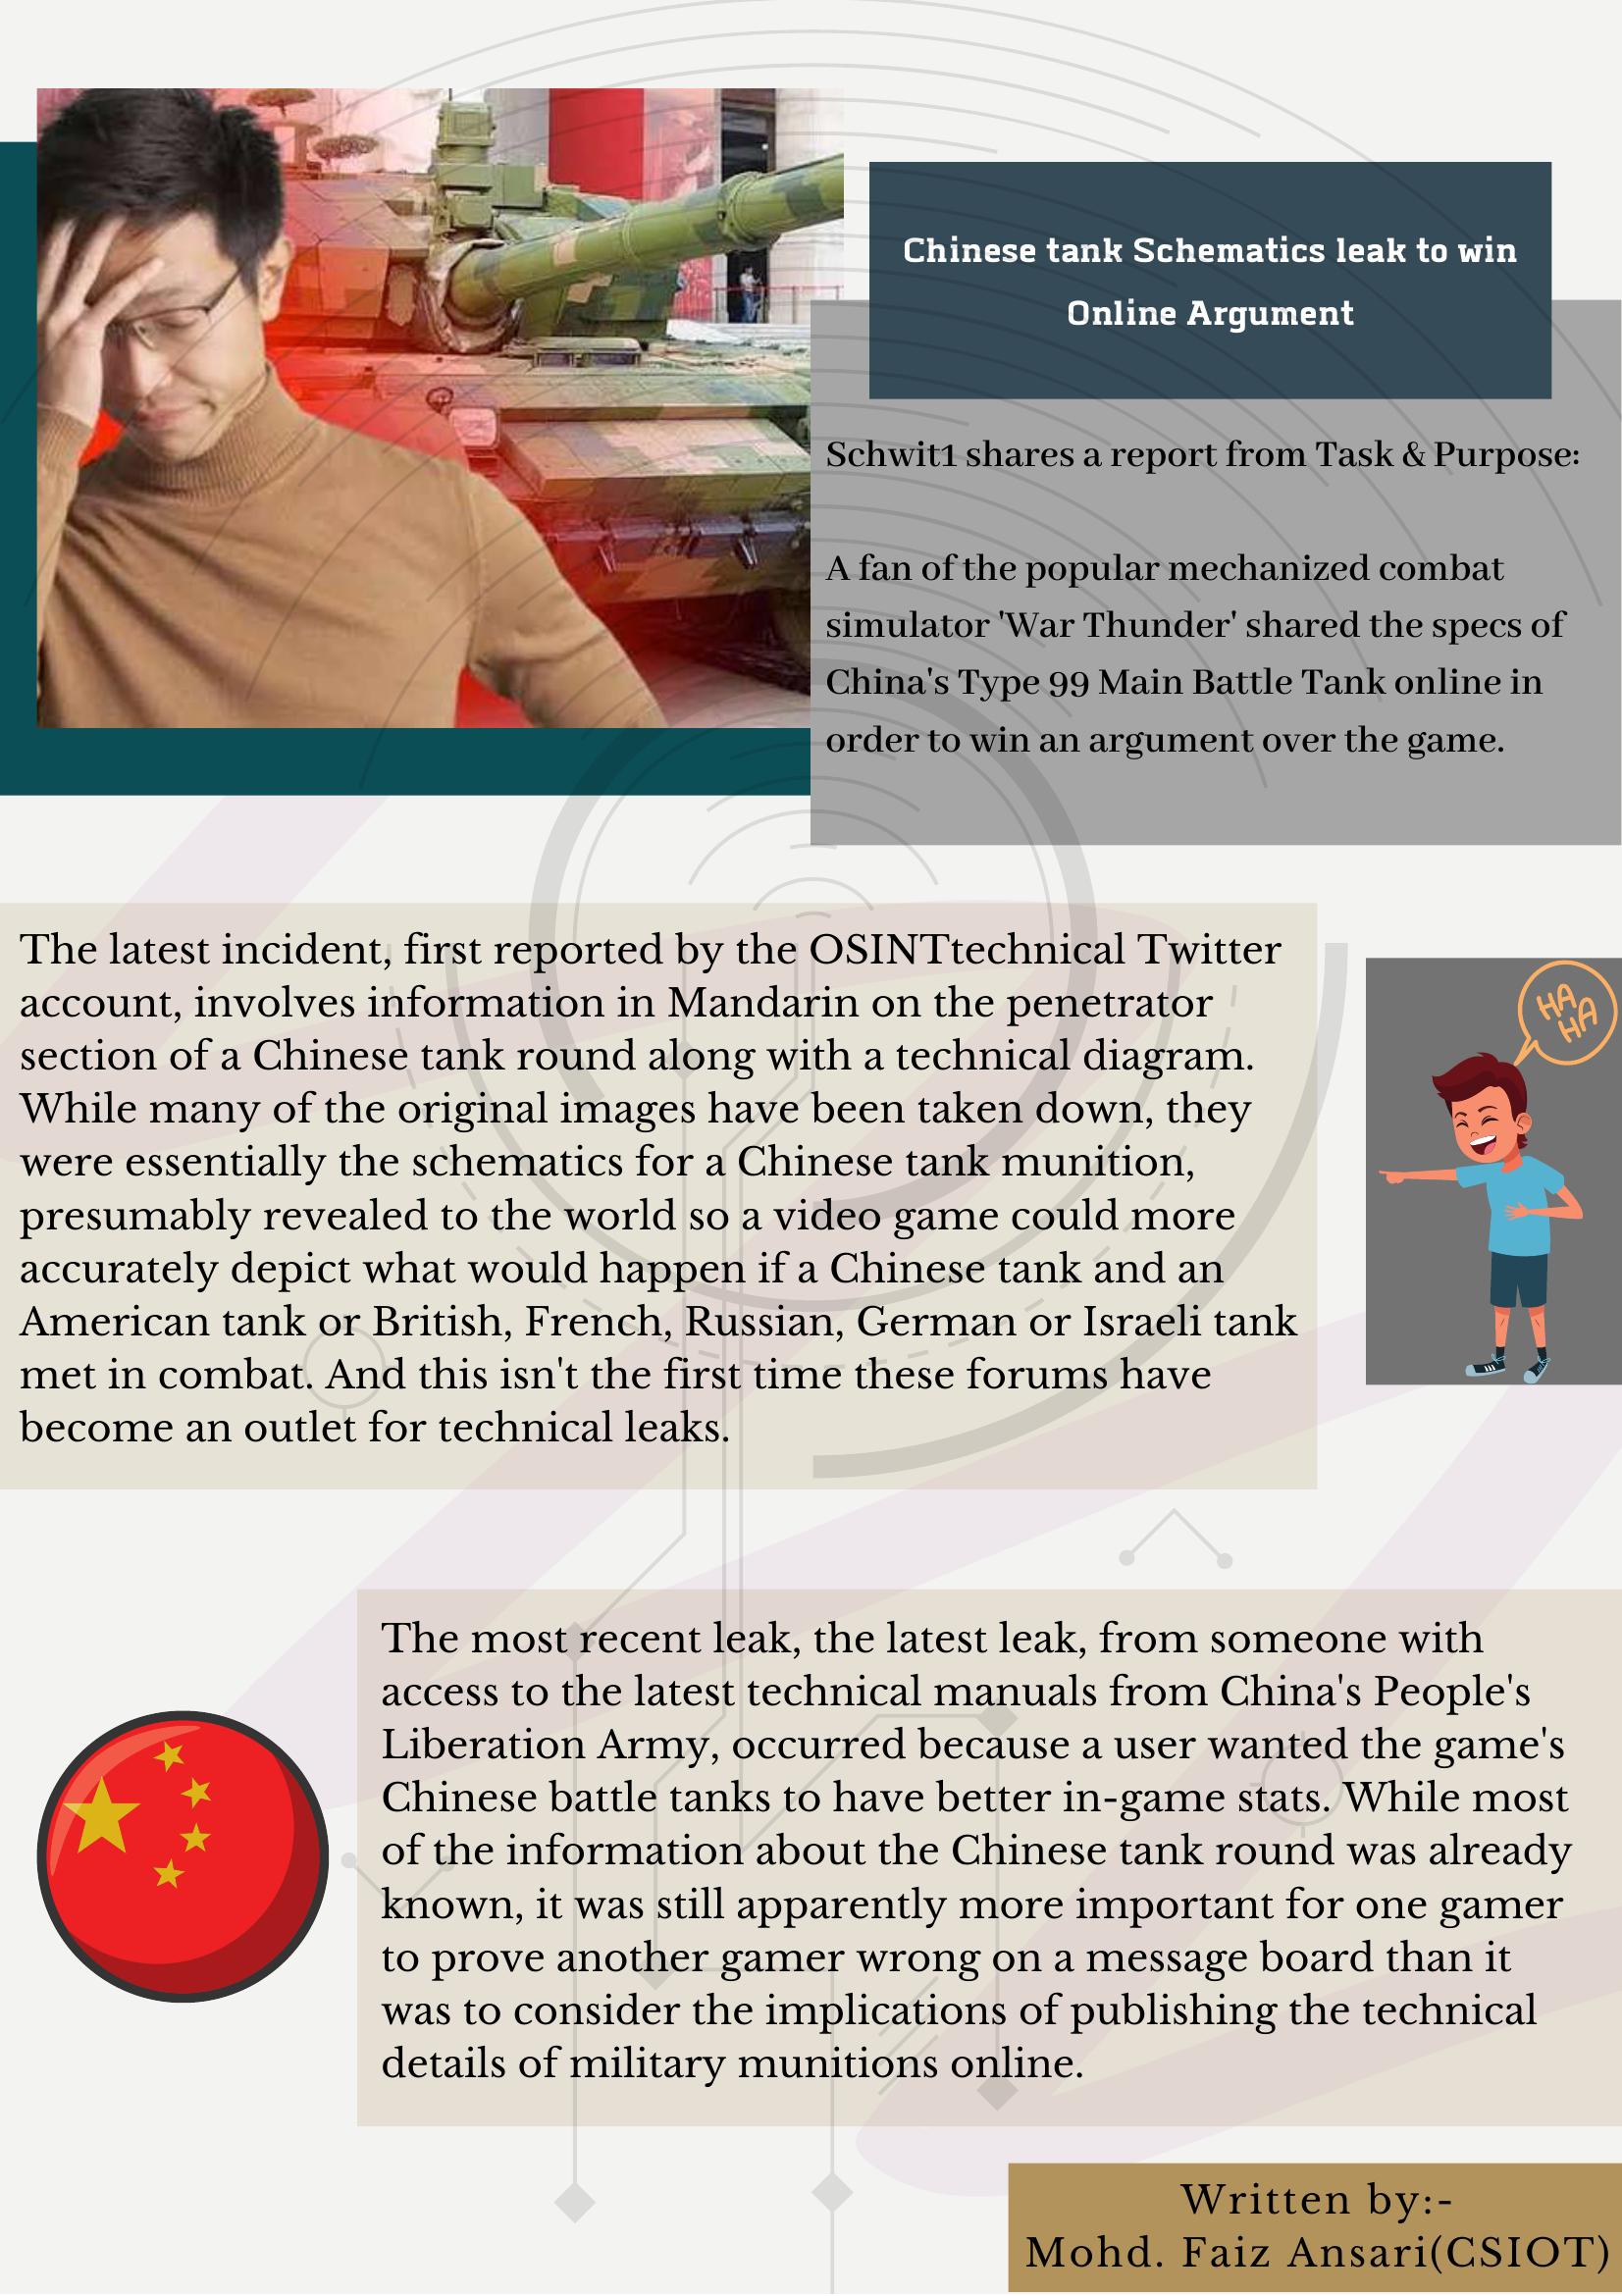 Chinese tank Schematics leak to win
Online Argument
Schwit1 shares a report from Task & Purpose:
A fan of the popular mechanized combat
simulator 'War Thunder' shared the specs of
China's Type 99 Main Battle Tank online in
order to win an argument over the game.
The latest incident, first reported by the OSINTtechnical Twitter
account, involves information in Mandarin on the penetrator
section of a Chinese tank round along with a technical diagram.
While many of the original images have been taken down, they
were essentially the schematics for a Chinese tank munition,
presumably revealed to the world so a video game could more
accurately depict what would happen if a Chinese tank and an
American tank or British, French, Russian, German or Israeli tank
met in combat. And this isn't the first time these forums have
become an outlet for technical leaks.
HA
HA
The most recent leak, the latest leak, from someone with
access to the latest technical manuals from China's People's
Liberation Army, occurred because a user wanted the game's
Chinese battle tanks to have better in-game stats. While most
of the information about the Chinese tank round was already
known, it was still apparently more important for one gamer
to prove another gamer wrong on a message board than it
was to consider the implications of publishing the technical
details of military munitions online.
Written by:-
Mohd. Faiz Ansari(CSIOT)